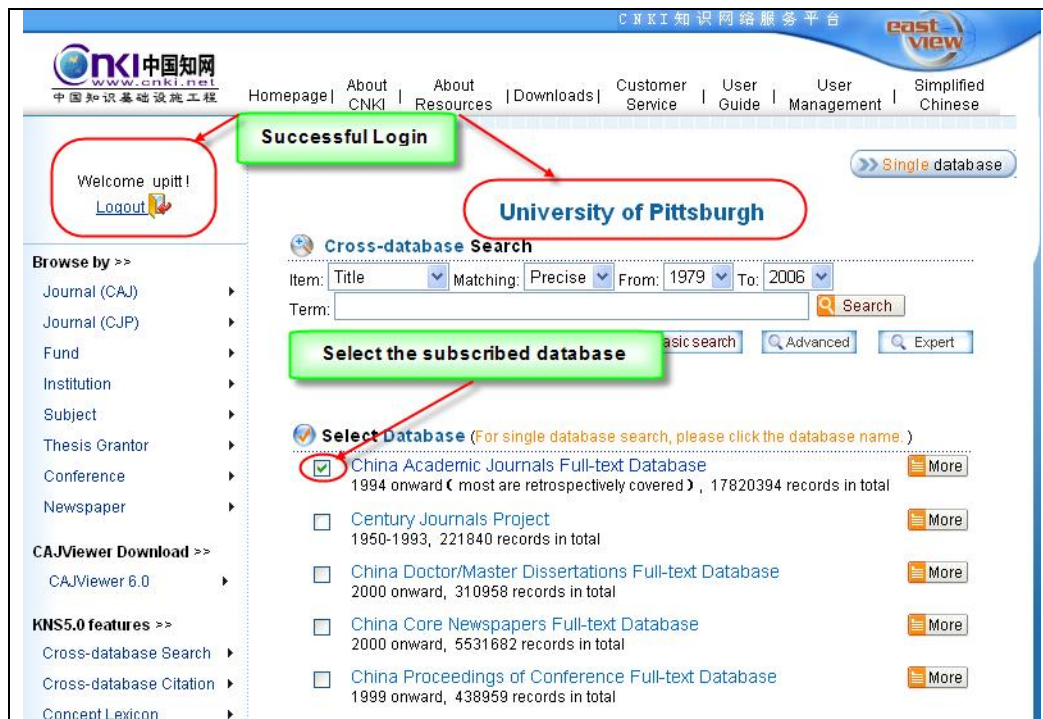 CNKI知识网络服务平台
east view
cnki中国知网
www.cnki.net
中国知识基础设施工程
Homepage| About CNKI | About Resources |Downloads| Customer Service | User Guide | User Management | Simplified Chinese
Successful Login
Single database
Welcome upitt!
Logout
University of Pittsburgh
Cross-database Search
Item: Title Matching: Precise From: 1979 To: 2006
Term: Search
Select the subscribed database
asic search Advanced Expert
Browse by >>
Journal (CAJ)
Journal (CJP)
Fund
Institution
Subject
Thesis Grantor
Conference
Newspaper
CAJViewer Download >>
CAJViewer 6.0
KNS5.0 features >>
Cross-database Search
Cross-database Citation
Concept Lexicon
Select Database (For single database search, please click the database name. )
China Academic Journals Full-text Database More
1994 onward ( most are retrospectively covered ) , 17820394 records in total
Century Journals Project More
1950-1993, 221840 records in total
China Doctor/Master Dissertations Full-text Database More
2000 onward, 310958 records in total
China Core Newspapers Full-text Database More
2000 onward, 5531682 records in total
China Proceedings of Conference Full-text Database More
1999 onward, 438959 records in total